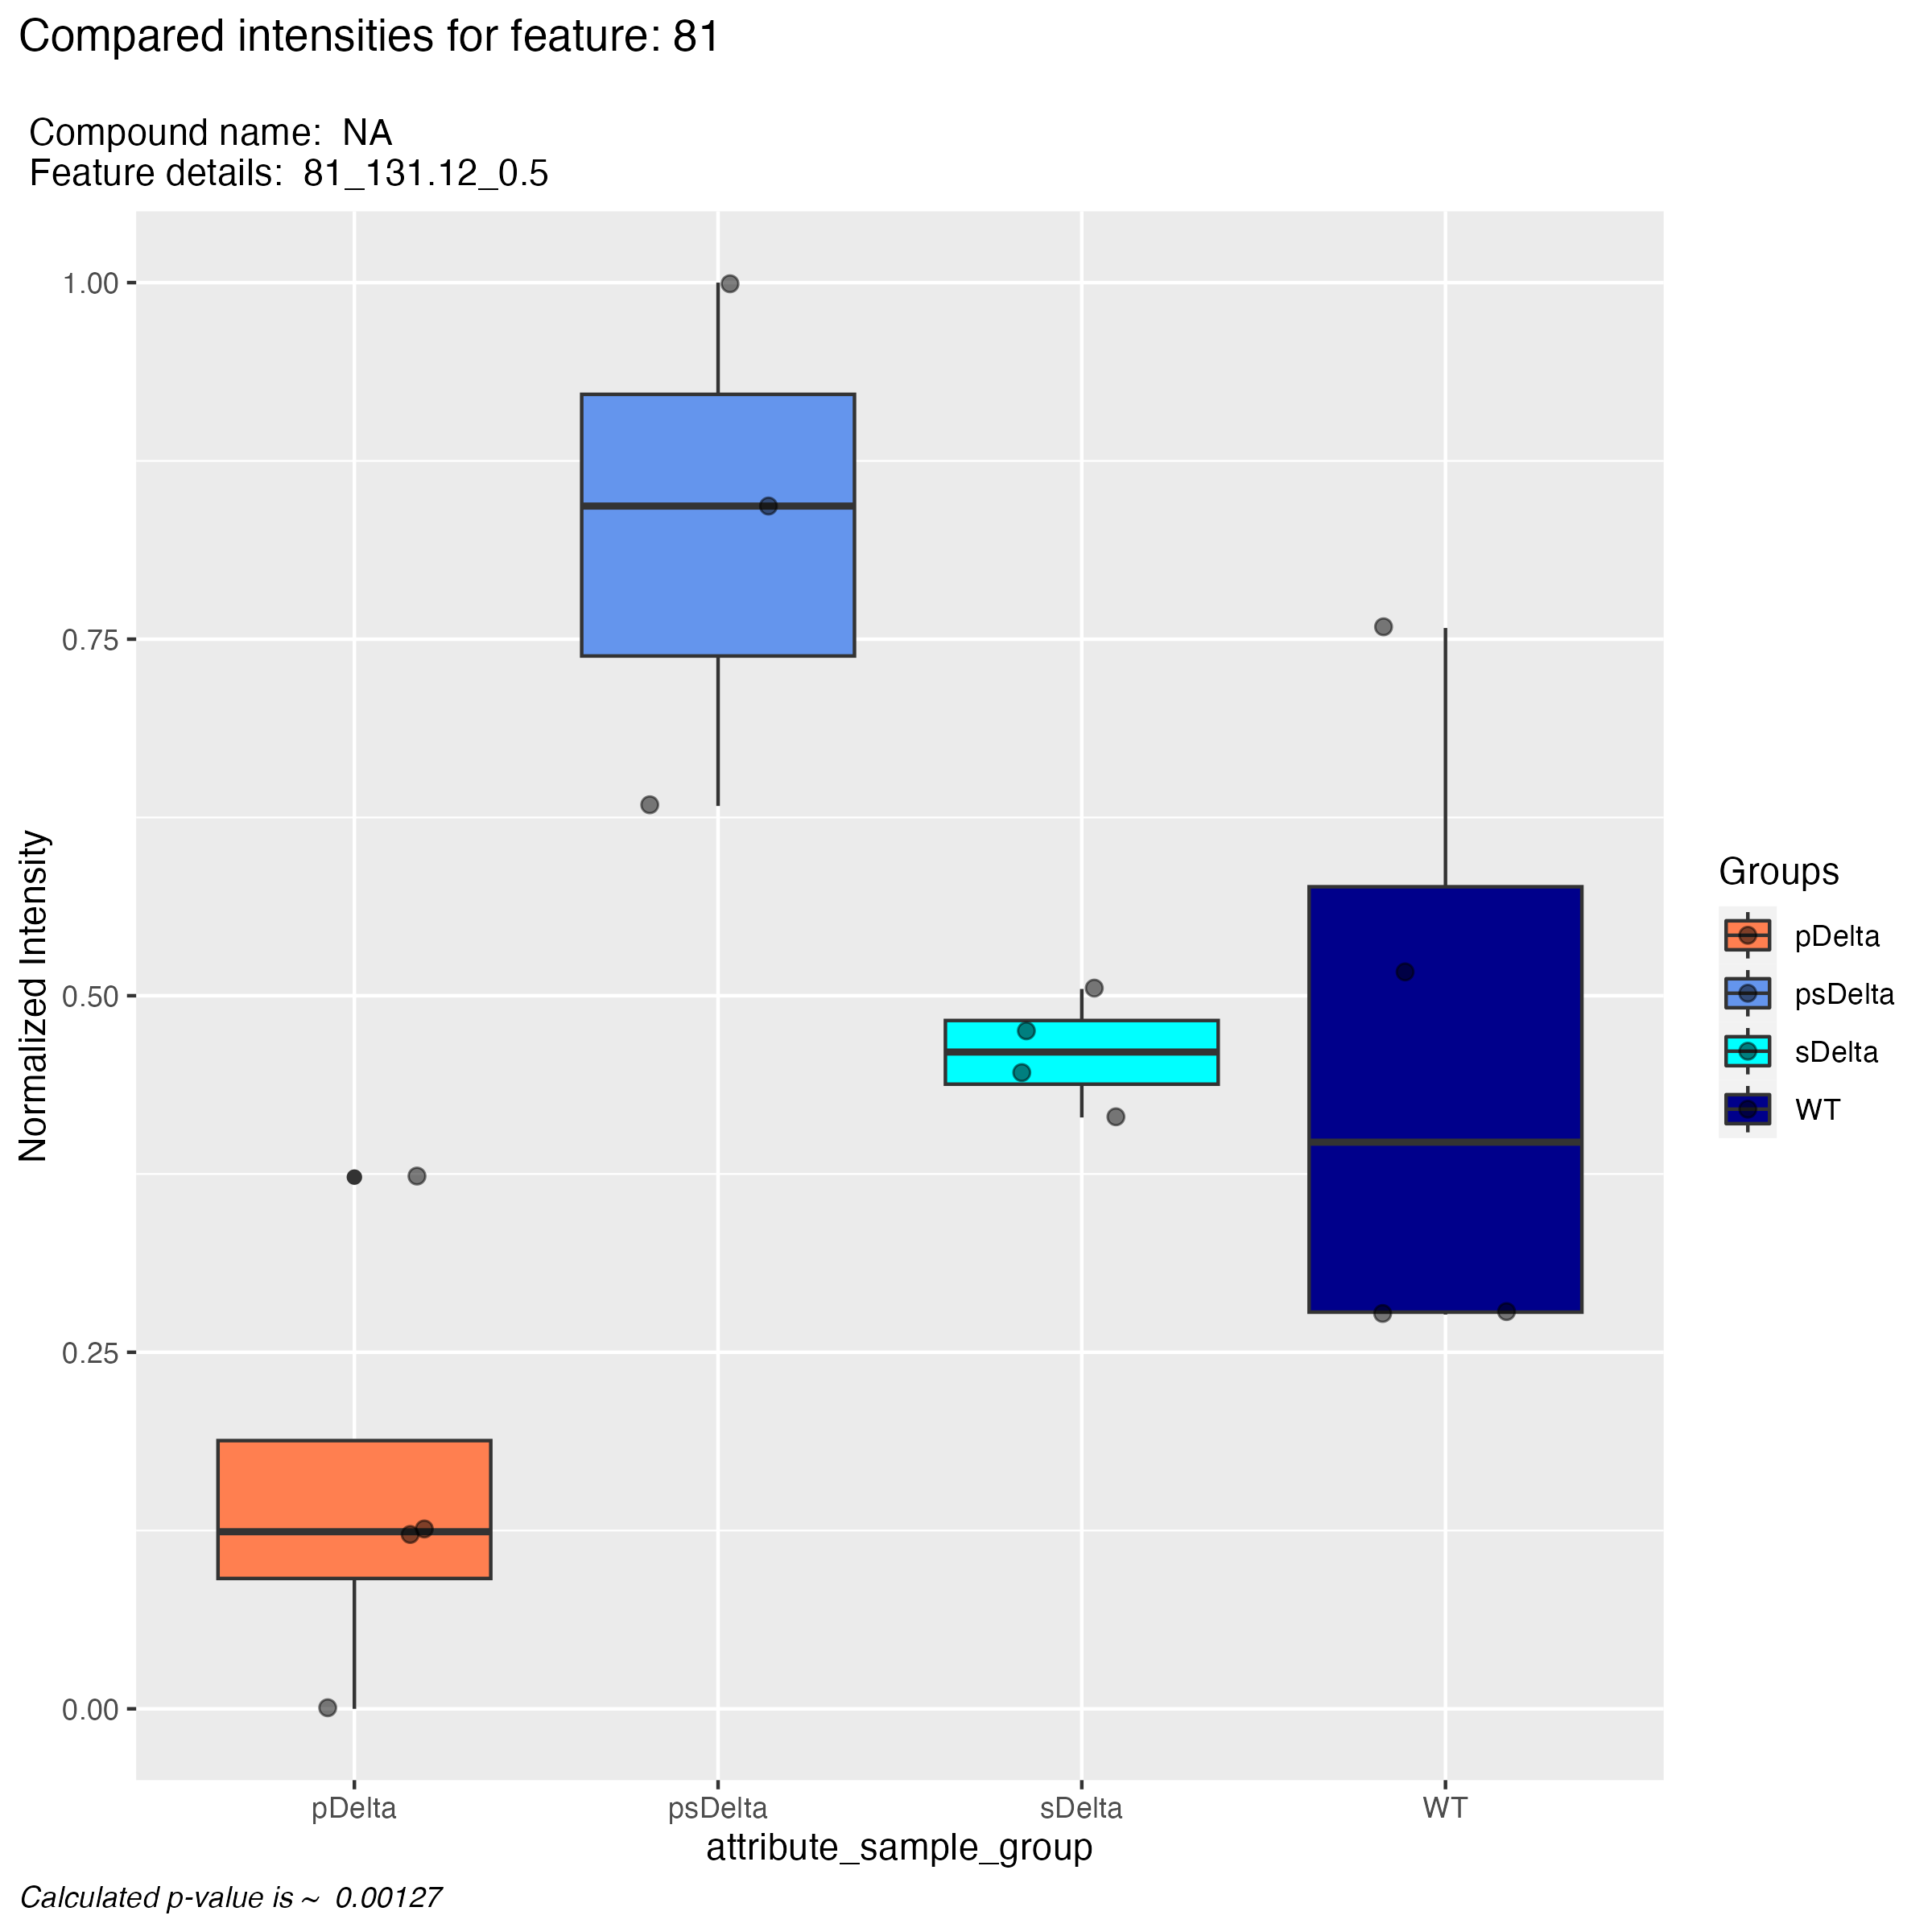 Compared intensities for feature: 81
Compound name:  NA
Feature details:  81_131.12_0.5
Normalized Intensity
1.00
0.75
0.50
0.25
0.00
pDelta
psDelta
sDelta
WT
attribute_sample_group
Groups
pDelta
psDelta
sDelta
WT
Calculated p-value is ~  0.00127